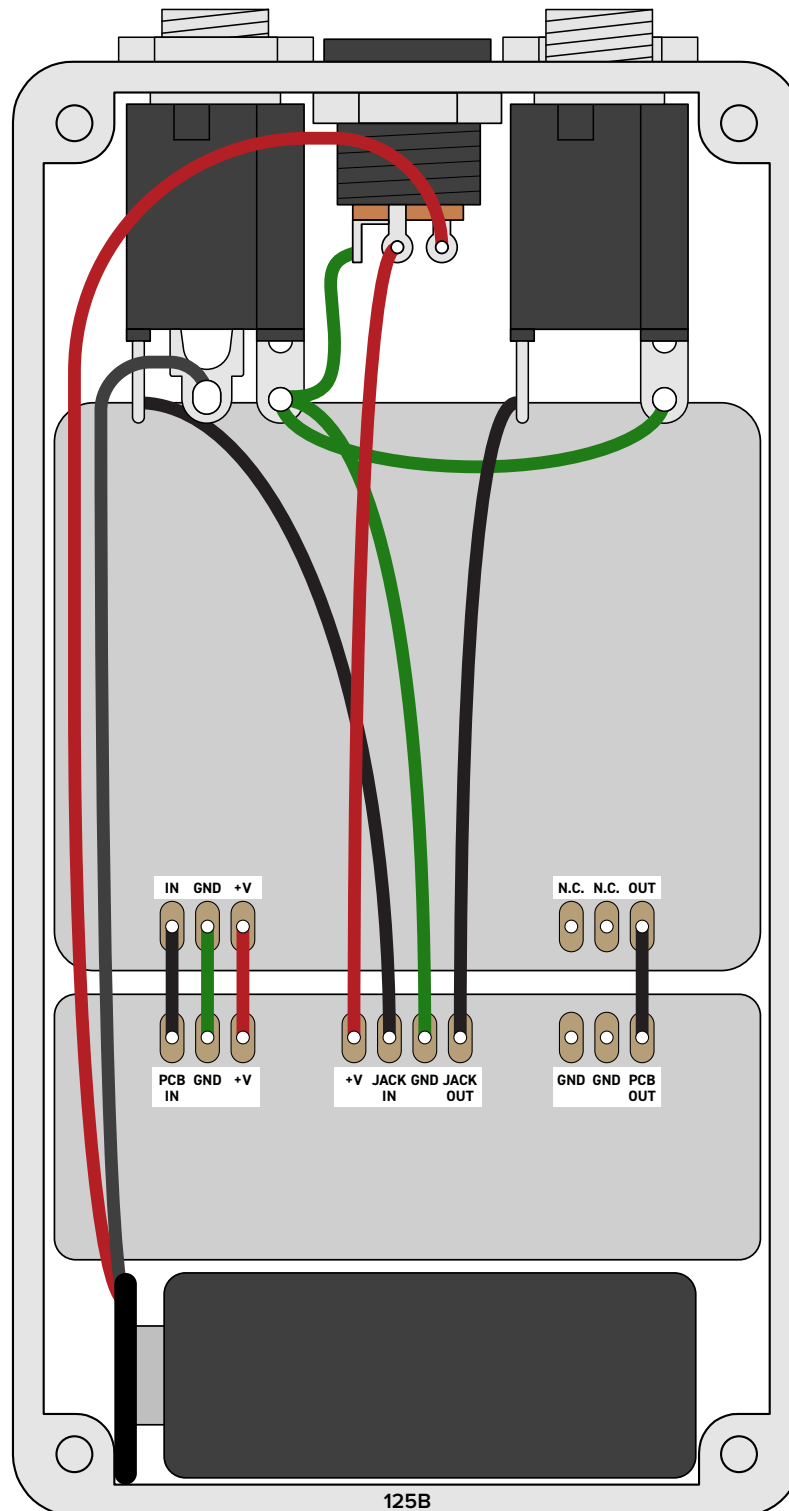 IN GND +V
N.C. N.C. OUT
PCB GND +V
IN
+V JACK GND JACK
IN OUT
GND GND PCB
OUT
125B